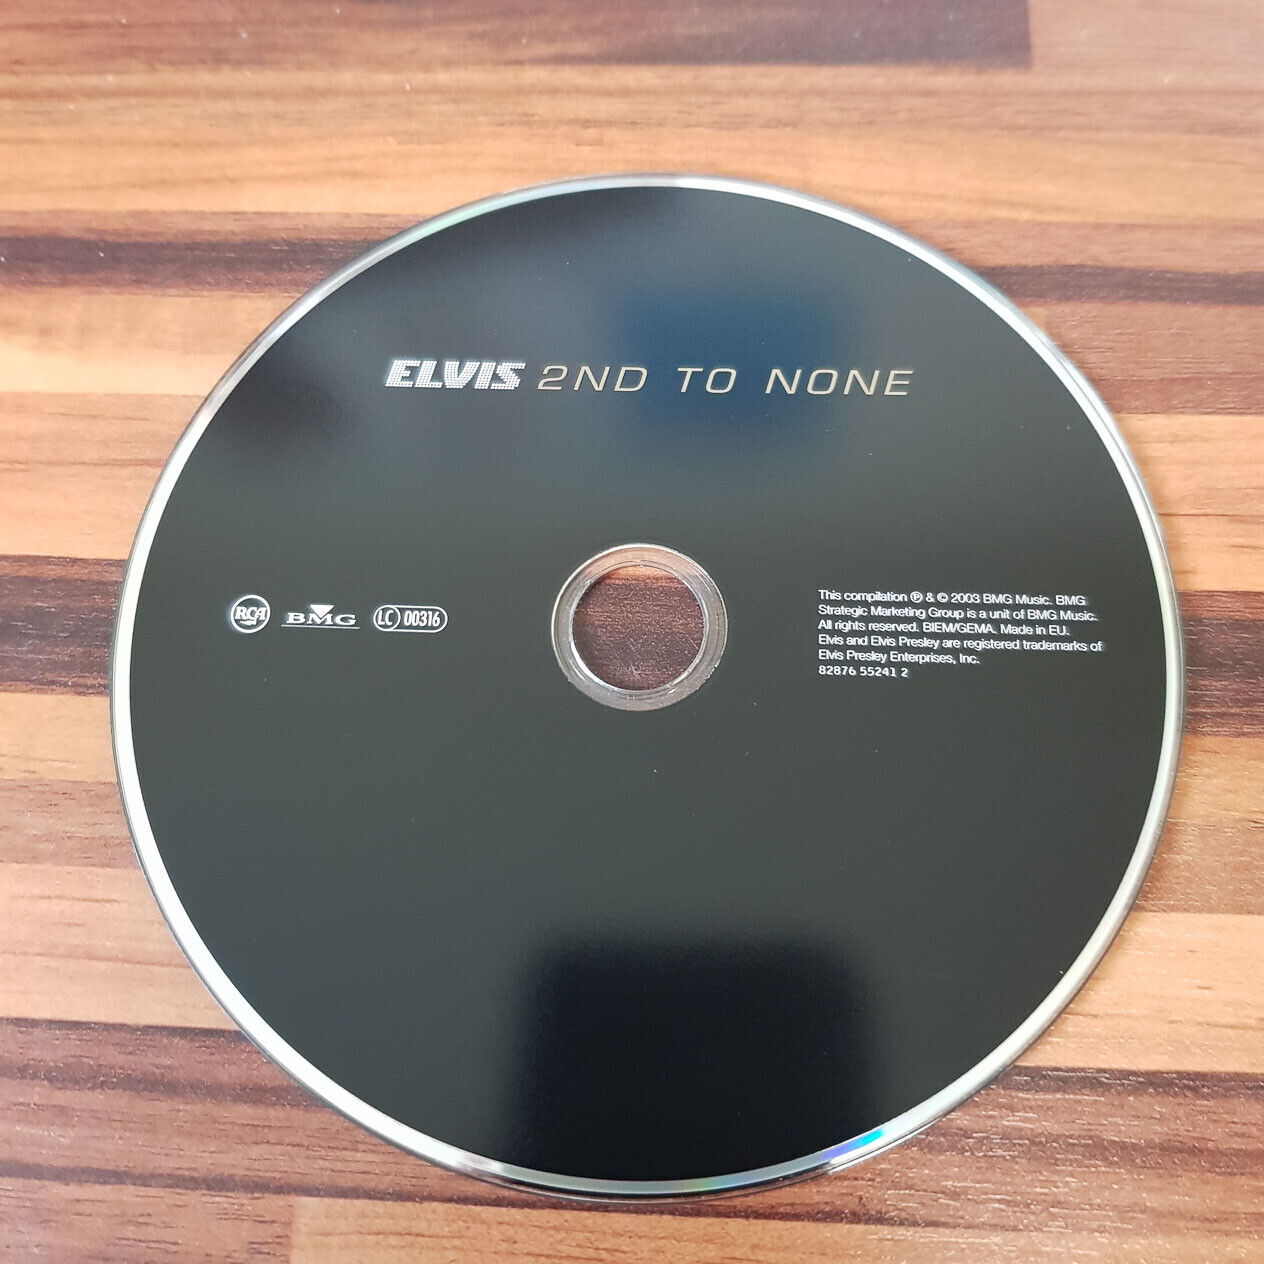 ELVIS 2ND TO NONE
RCA BMG LC 00316
This compilation ℗ & © 2003 BMG Music. BMG
Strategic Marketing Group is a unit of BMG Music.
All rights reserved. BIEM/GEMA. Made in EU.
Elvis and Elvis Presley are registered trademarks of
Elvis Presley Enterprises, Inc.
82876 55241 2